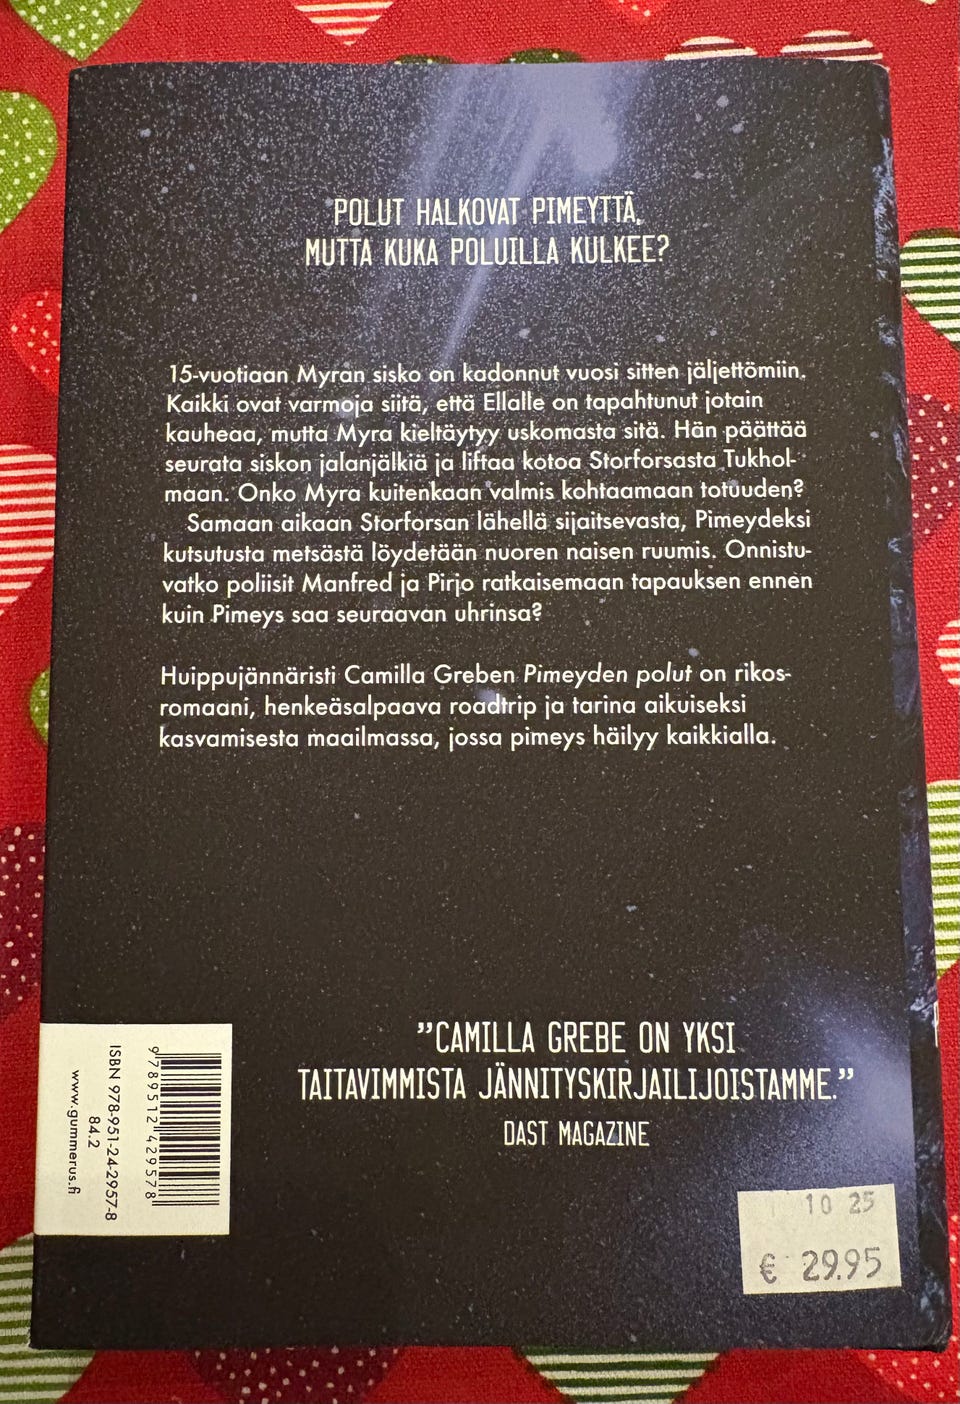 POLUT HALKOVAT PIMEYTTÄ,
MUTTA KUKA POLUILLA KULKEE?
15-vuotiaan Myran sisko on kadonnut vuosi sitten jäljettömiin.
Kaikki ovat varmoja siitä, että Ellalle on tapahtunut jotain
kauheaa, mutta Myra kieltäytyy uskomasta sitä. Hän päättää
seurata siskon jalanjälkiä ja liftaa kotoa Storforsasta Tukhol-
maan. Onko Myra kuitenkaan valmis kohtaamaan totuuden?
Samaan aikaan Storforsan lähellä sijaitsevasta, Pimeydeksi
kutsutusta metsästä löydetään nuoren naisen ruumis. Onnistu-
vatko poliisit Manfred ja Pirjo ratkaisemaan tapauksen ennen
kuin Pimeys saa seuraavan uhrinsa?
Huippujännäristi Camilla Greben Pimeyden polut on rikos-
romaani, henkeäsalpaava roadtrip ja tarina aikuiseksi
kasvamisesta maailmassa, jossa pimeys häilyy kaikkialla.
”CAMILLA GREBE ON YKSI
TAITAVIMMISTA JÄNNITYSKIRJAILIJOISTAMME.”
DAST MAGAZINE
9 789512 429578
ISBN 978-951-24-2957-8
84.2
www.gummerus.fi
10 25
€ 29.95